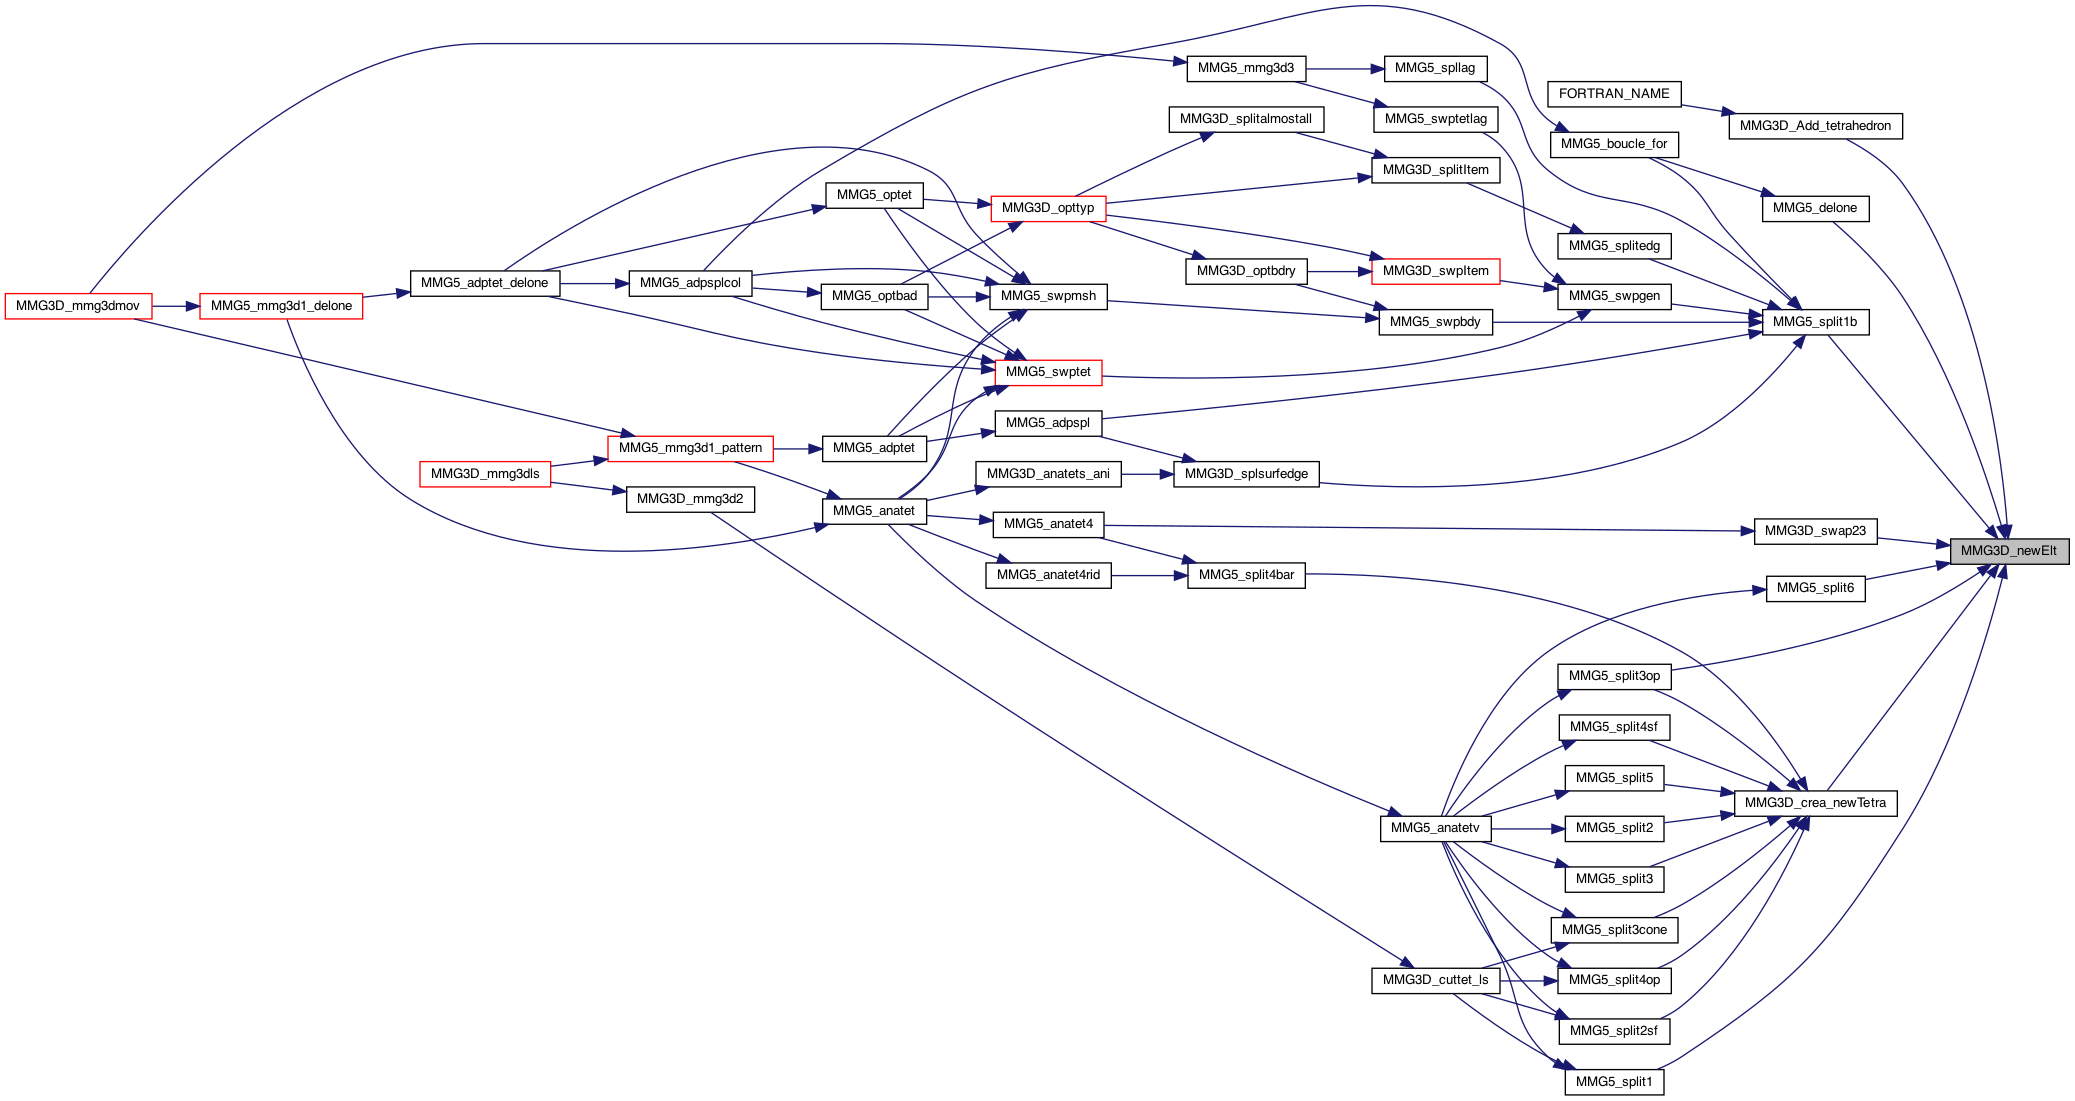 MMG5_mmg3d3
MMG5_spllag
FORTRAN_NAME
MMG5_swptetlag
MMG3D_splitalmostall
MMG3D_Add_tetrahedron
MMG5_boucle_for
MMG3D_splitItem
MMG5_optet
MMG3D_opttyp
MMG5_delone
MMG5_splitedg
MMG3D_optbdry
MMG3D_swpItem
MMG5_adptet_delone
MMG5_adpsplcol
MMG5_optbad
MMG5_swpmsh
MMG5_swpgen
MMG3D_mmg3dmov
MMG5_mmg3d1_delone
MMG5_swpbdy
MMG5_split1b
MMG5_swptet
MMG5_adpspl
MMG5_mmg3d1_pattern
MMG5_adptet
MMG3D_mmg3dls
MMG3D_anatets_ani
MMG3D_splsurfedge
MMG3D_mmg3d2
MMG5_anatet
MMG5_anatet4
MMG3D_swap23
MMG3D_newElt
MMG5_anatet4rid
MMG5_split4bar
MMG5_split6
MMG5_split3op
MMG5_split4sf
MMG5_split5
MMG3D_crea_newTetra
MMG5_anatetv
MMG5_split2
MMG5_split3
MMG5_split3cone
MMG3D_cuttet_ls
MMG5_split4op
MMG5_split2sf
MMG5_split1